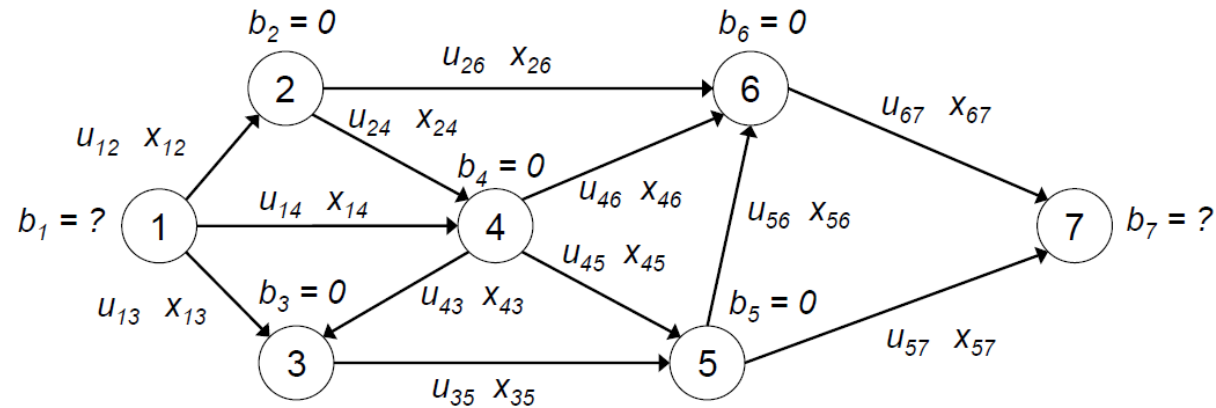 b2 = 0
b6 = 0
u26 x26
2
6
u24 x24
u67 x67
u12 x12
b4 = 0
u46 x46
u14 x14
u56 x56
b1 = ?
1
4
7
b7 = ?
u45 x45
b3 = 0
u43 x43
b5 = 0
u13 x13
u57 x57
3
5
u35 x35